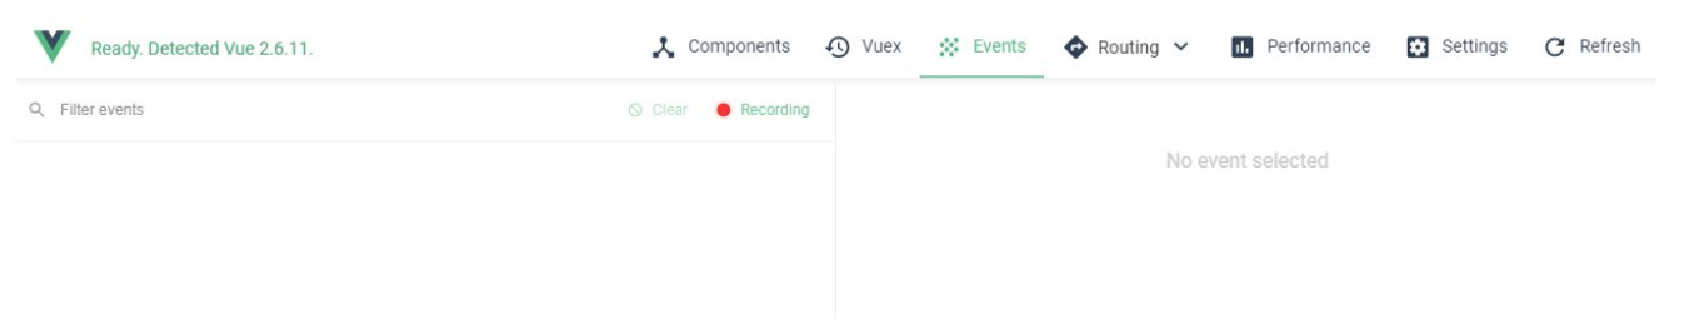 Ready. Detected Vue 2.6.11. Components Vuex Events Routing Performance Settings Refresh
Filter events Clear Recording
No event selected